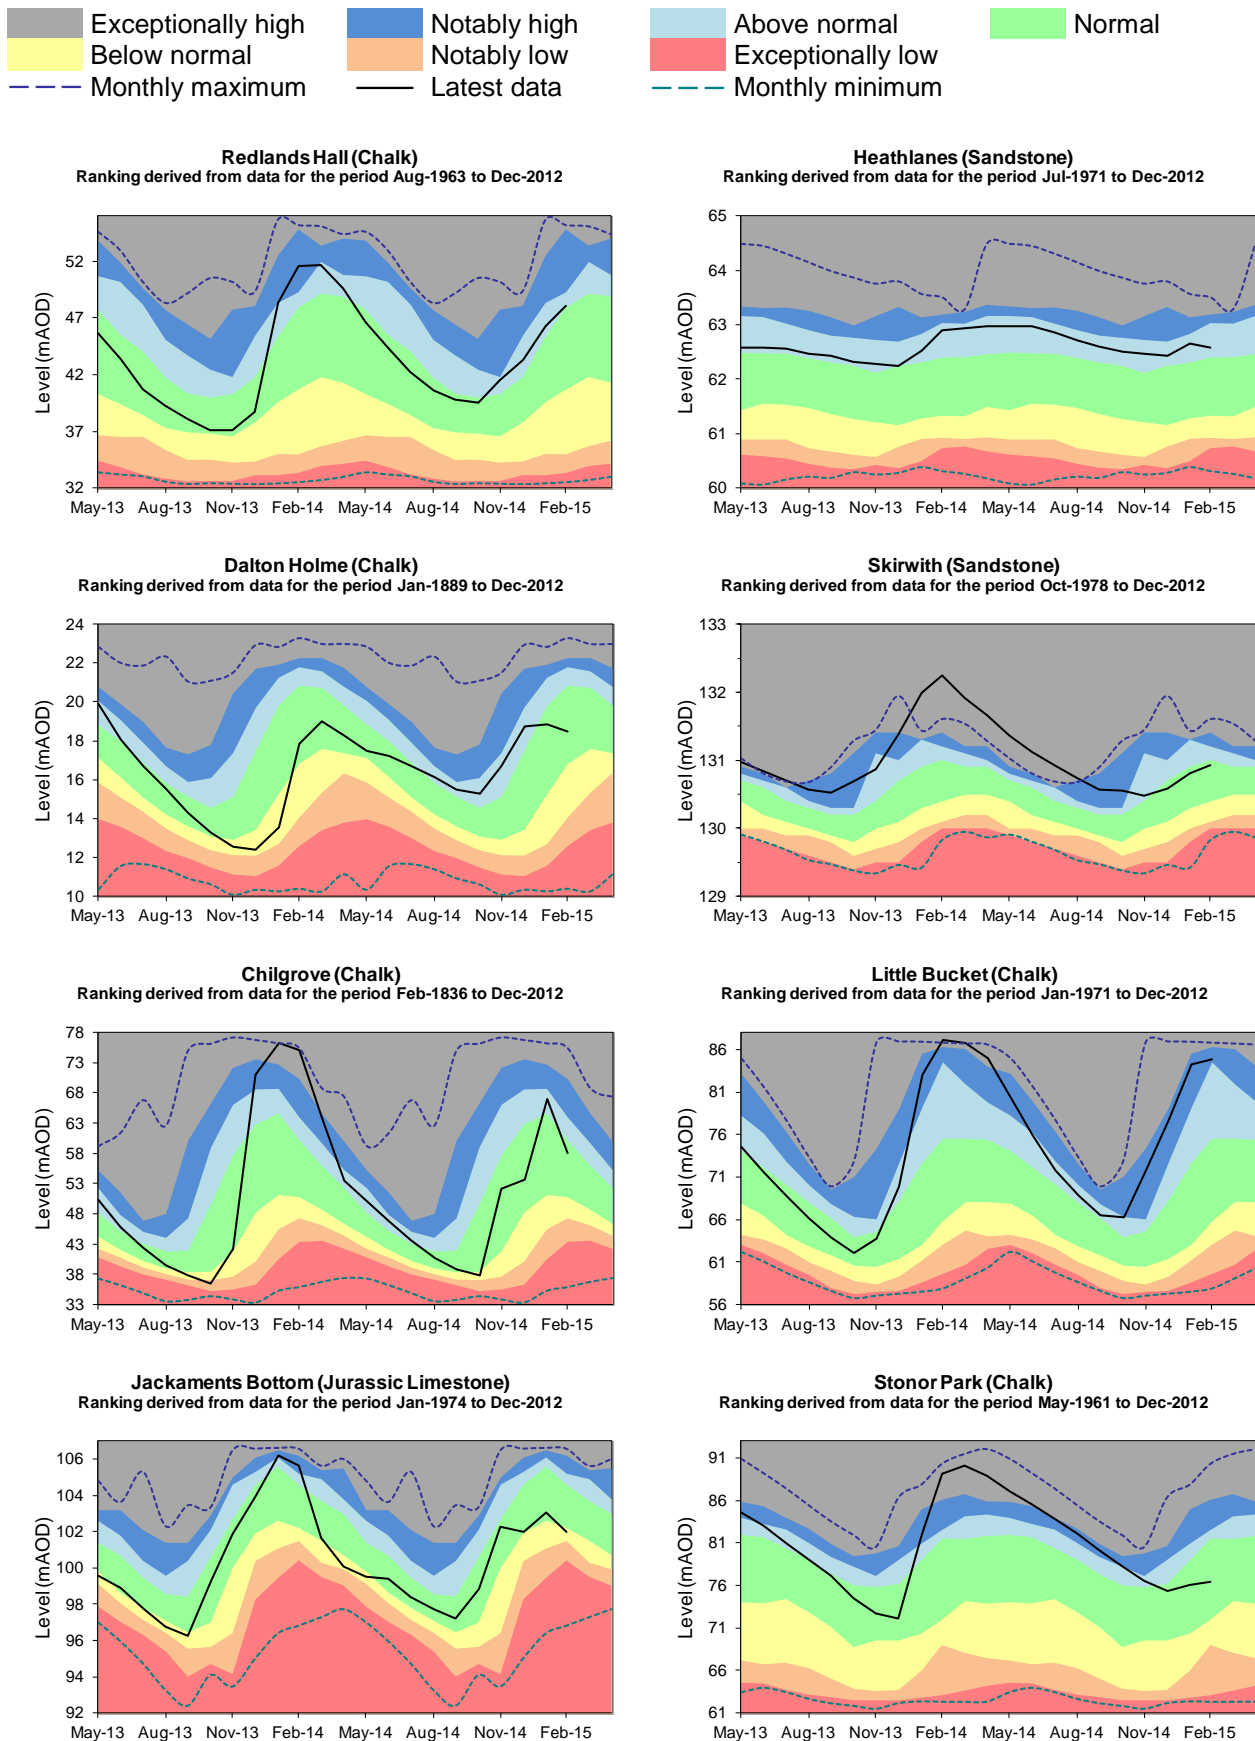 Exceptionally high Notably high Above normal Normal
Below normal Notably low Exceptionally low
Monthly maximum Latest data Monthly minimum
Redlands Hall (Chalk)
Ranking derived from data for the period Aug-1963 to Dec-2012
Level (mAOD)
52
47
42
37
32
May-13 Aug-13 Nov-13 Feb-14 May-14 Aug-14 Nov-14 Feb-15
Heathlanes (Sandstone)
Ranking derived from data for the period Jul-1971 to Dec-2012
Level (mAOD)
65
64
63
62
61
60
May-13 Aug-13 Nov-13 Feb-14 May-14 Aug-14 Nov-14 Feb-15
Dalton Holme (Chalk)
Ranking derived from data for the period Jan-1889 to Dec-2012
Level (mAOD)
24
22
20
18
16
14
12
10
May-13 Aug-13 Nov-13 Feb-14 May-14 Aug-14 Nov-14 Feb-15
Skirwith (Sandstone)
Ranking derived from data for the period Oct-1978 to Dec-2012
Level (mAOD)
133
132
131
130
129
May-13 Aug-13 Nov-13 Feb-14 May-14 Aug-14 Nov-14 Feb-15
Chilgrove (Chalk)
Ranking derived from data for the period Feb-1836 to Dec-2012
Level (mAOD)
78
73
68
63
58
53
48
43
38
33
May-13 Aug-13 Nov-13 Feb-14 May-14 Aug-14 Nov-14 Feb-15
Little Bucket (Chalk)
Ranking derived from data for the period Jan-1971 to Dec-2012
Level (mAOD)
86
81
76
71
66
61
56
May-13 Aug-13 Nov-13 Feb-14 May-14 Aug-14 Nov-14 Feb-15
Jackaments Bottom (Jurassic Limestone)
Ranking derived from data for the period Jan-1974 to Dec-2012
Level (mAOD)
106
104
102
100
98
96
94
92
May-13 Aug-13 Nov-13 Feb-14 May-14 Aug-14 Nov-14 Feb-15
Stonor Park (Chalk)
Ranking derived from data for the period May-1961 to Dec-2012
Level (mAOD)
91
86
81
76
71
66
61
May-13 Aug-13 Nov-13 Feb-14 May-14 Aug-14 Nov-14 Feb-15